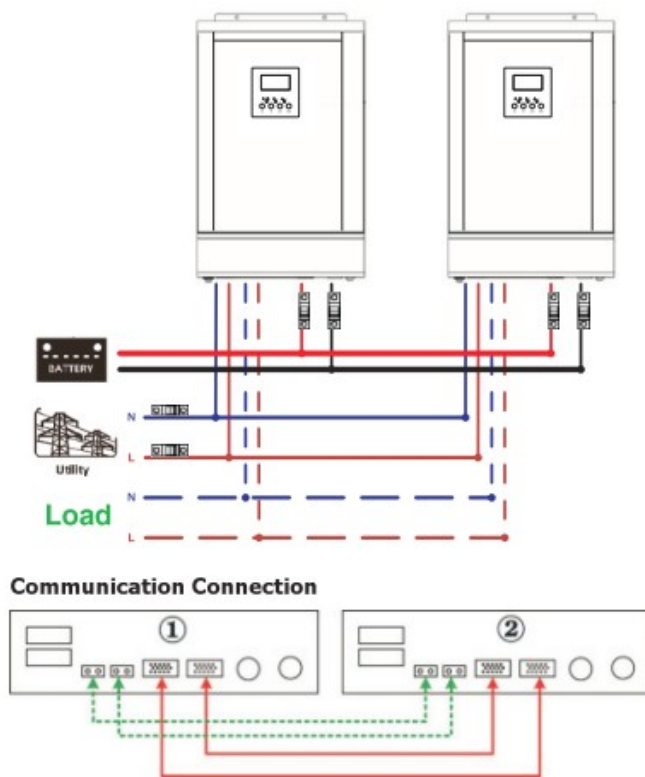 BATTERY
N
L
Utility
N
Load
L
Communication Connection
① ②